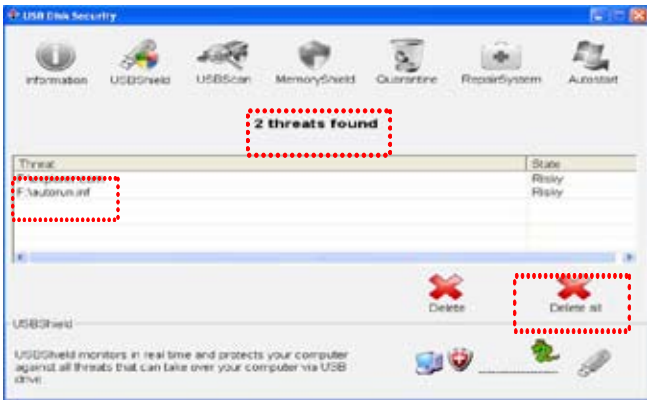 USB Disk Security
Information USBShield USBScan MemoryShield Quarantine RepairSystem Autostart
2 threats found
Threat State
Risky
F:\autorun.inf Risky
Delete Delete all
USBShield
USBShield monitors in real time and protects your computer
against all threats that can take over your computer via USB
drive